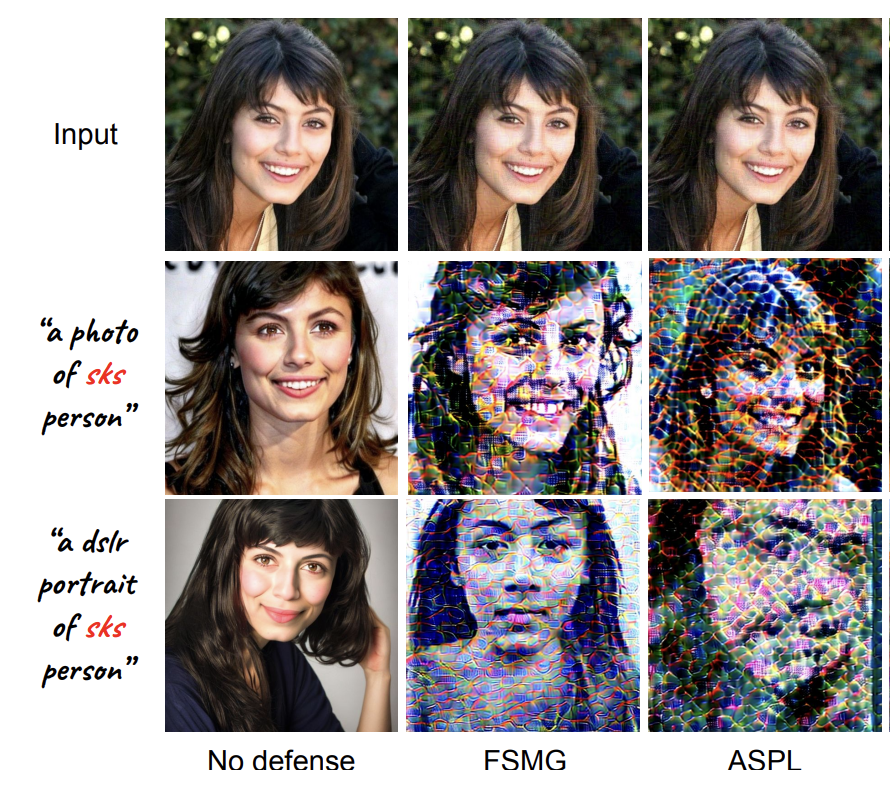 Input
“a photo
of sks
person”
“a dslr
portrait
of sks
person”
No defense
FSMG
ASPL